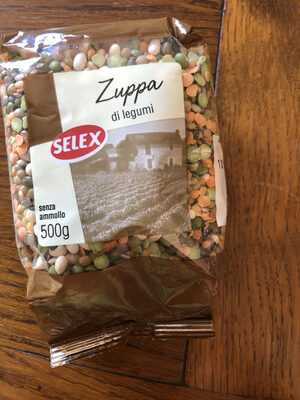 Zuppa
di legumi
SELEX
senza
ammollo
500g